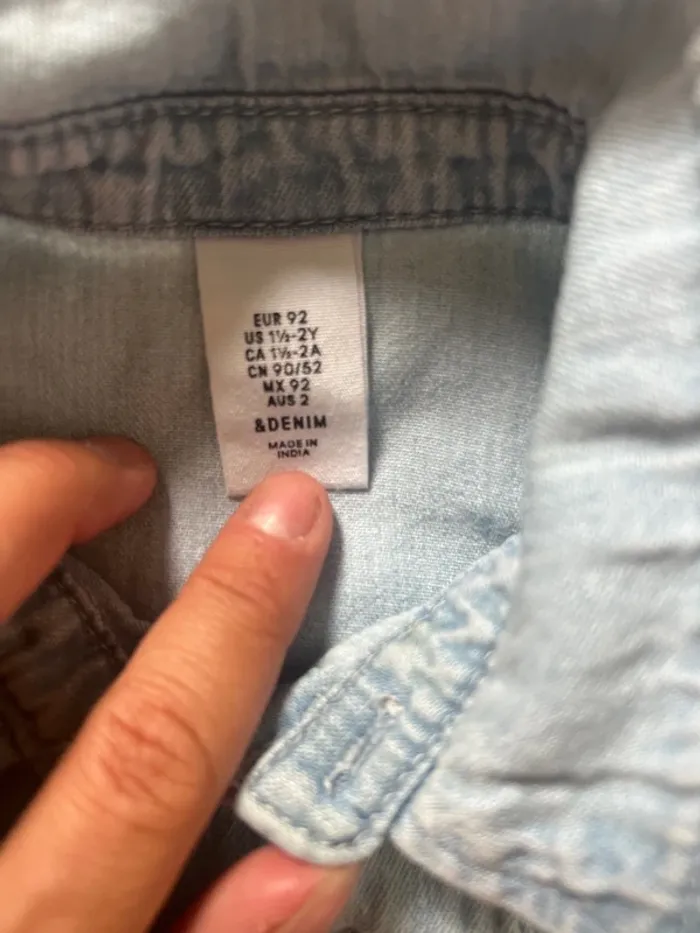 EUR 92
US 1½-2Y
CA 1½-2A
CN 90/52
MX 92
AUS 2
&DENIM
MADE IN
INDIA